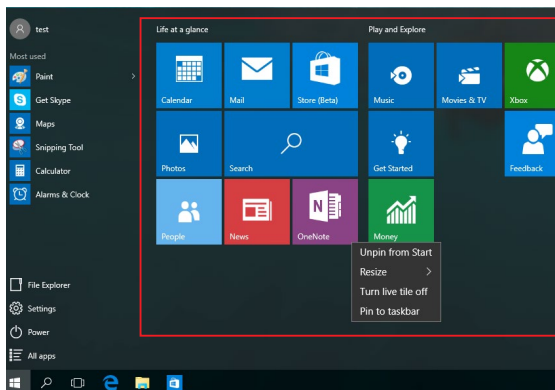 test
Most used
Paint
Get Skype
Maps
Snipping Tool
Calculator
Alarms & Clock
File Explorer
Settings
Power
All apps
Life at a glance
Play and Explore
Calendar
Mail
Store (Beta)
Music
Movies & TV
Xbox
Photos
Search
Get Started
Feedback
People
News
OneNote
Money
Unpin from Start
Resize
Turn live tile off
Pin to taskbar